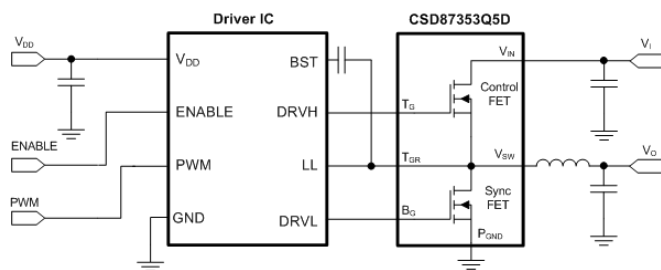 Driver IC
CSD87353Q5D
VDD
VDD
BST
VIN
VI
ENABLE
DRVH
TG
Control
FET
ENABLE
PWM
LL
TGR
VSW
VO
PWM
GND
DRVL
BG
Sync
FET
PGND